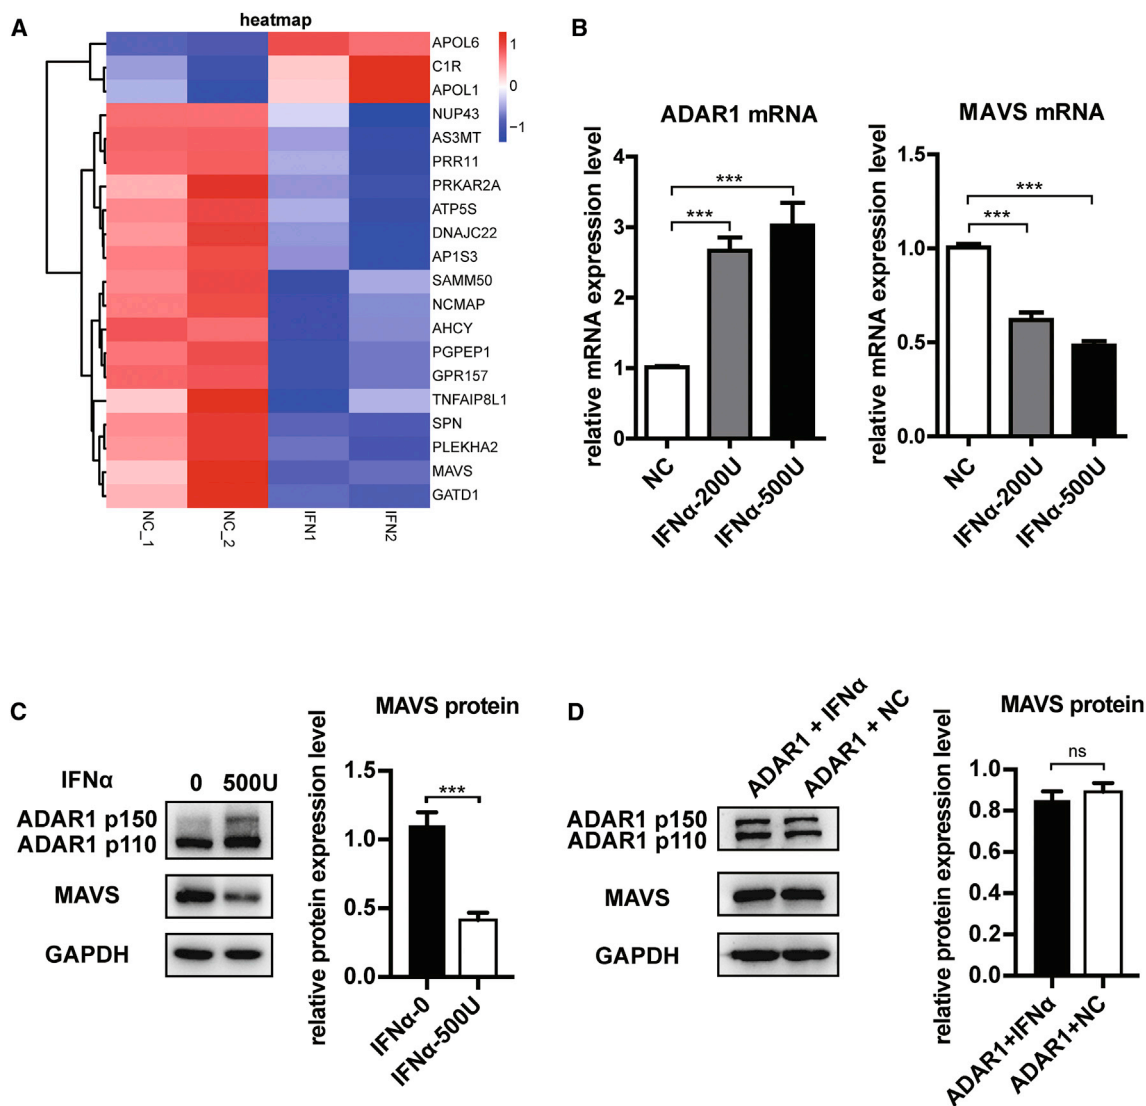 A
heatmap
APOL6
C1R
APOL1
NUP43
AS3MT
PRR11
PRKAR2A
ATP5S
DNAJC22
AP1S3
SAMM50
NCMAP
AHCY
PGPEP1
GPR157
TNFAIP8L1
SPN
PLEKHA2
MAVS
GATD1
1
0
−1
NC_1
NC_2
IFN1
IFN2
B
ADAR1 mRNA
relative mRNA expression level
4
3
2
1
0
***
***
NC
IFNα-200U
IFNα-500U
MAVS mRNA
relative mRNA expression level
1.5
1.0
0.5
0.0
***
***
NC
IFNα-200U
IFNα-500U
C
IFNα
0 500U
ADAR1 p150
ADAR1 p110
MAVS
GAPDH
MAVS protein
relative protein expression level
1.5
1.0
0.5
0.0
***
IFNα-0
IFNα-500U
D
ADAR1 + IFNα
ADAR1 + NC
ADAR1 p150
ADAR1 p110
MAVS
GAPDH
MAVS protein
relative protein expression level
1.0
0.8
0.6
0.4
0.2
0.0
ns
ADAR1+IFNα
ADAR1+NC